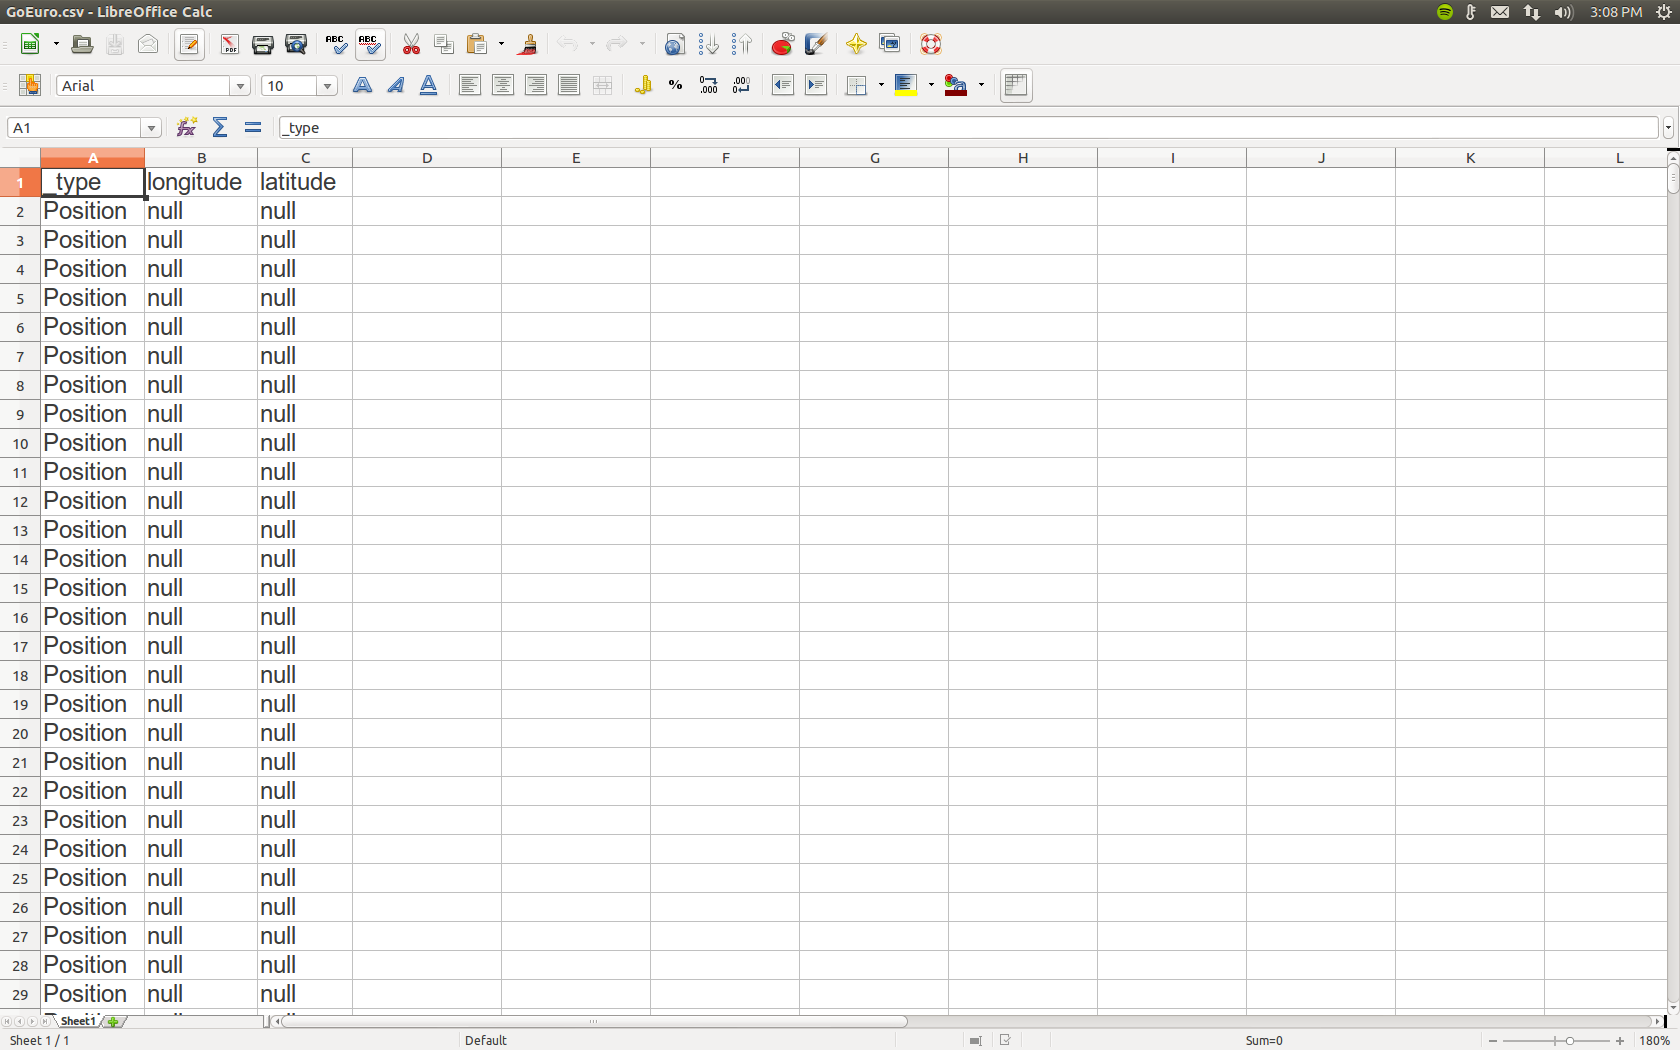 GoEuro.csv - LibreOffice Calc 3:08 PM
PDF ABC ABC
Arial 10 % .000 .000
A1 _type
A B C D E F G H I J K L
1 _type longitude latitude
2 Position null null
3 Position null null
4 Position null null
5 Position null null
6 Position null null
7 Position null null
8 Position null null
9 Position null null
10 Position null null
11 Position null null
12 Position null null
13 Position null null
14 Position null null
15 Position null null
16 Position null null
17 Position null null
18 Position null null
19 Position null null
20 Position null null
21 Position null null
22 Position null null
23 Position null null
24 Position null null
25 Position null null
26 Position null null
27 Position null null
28 Position null null
29 Position null null
Sheet1
Sheet 1 / 1 Default Sum=0 180%